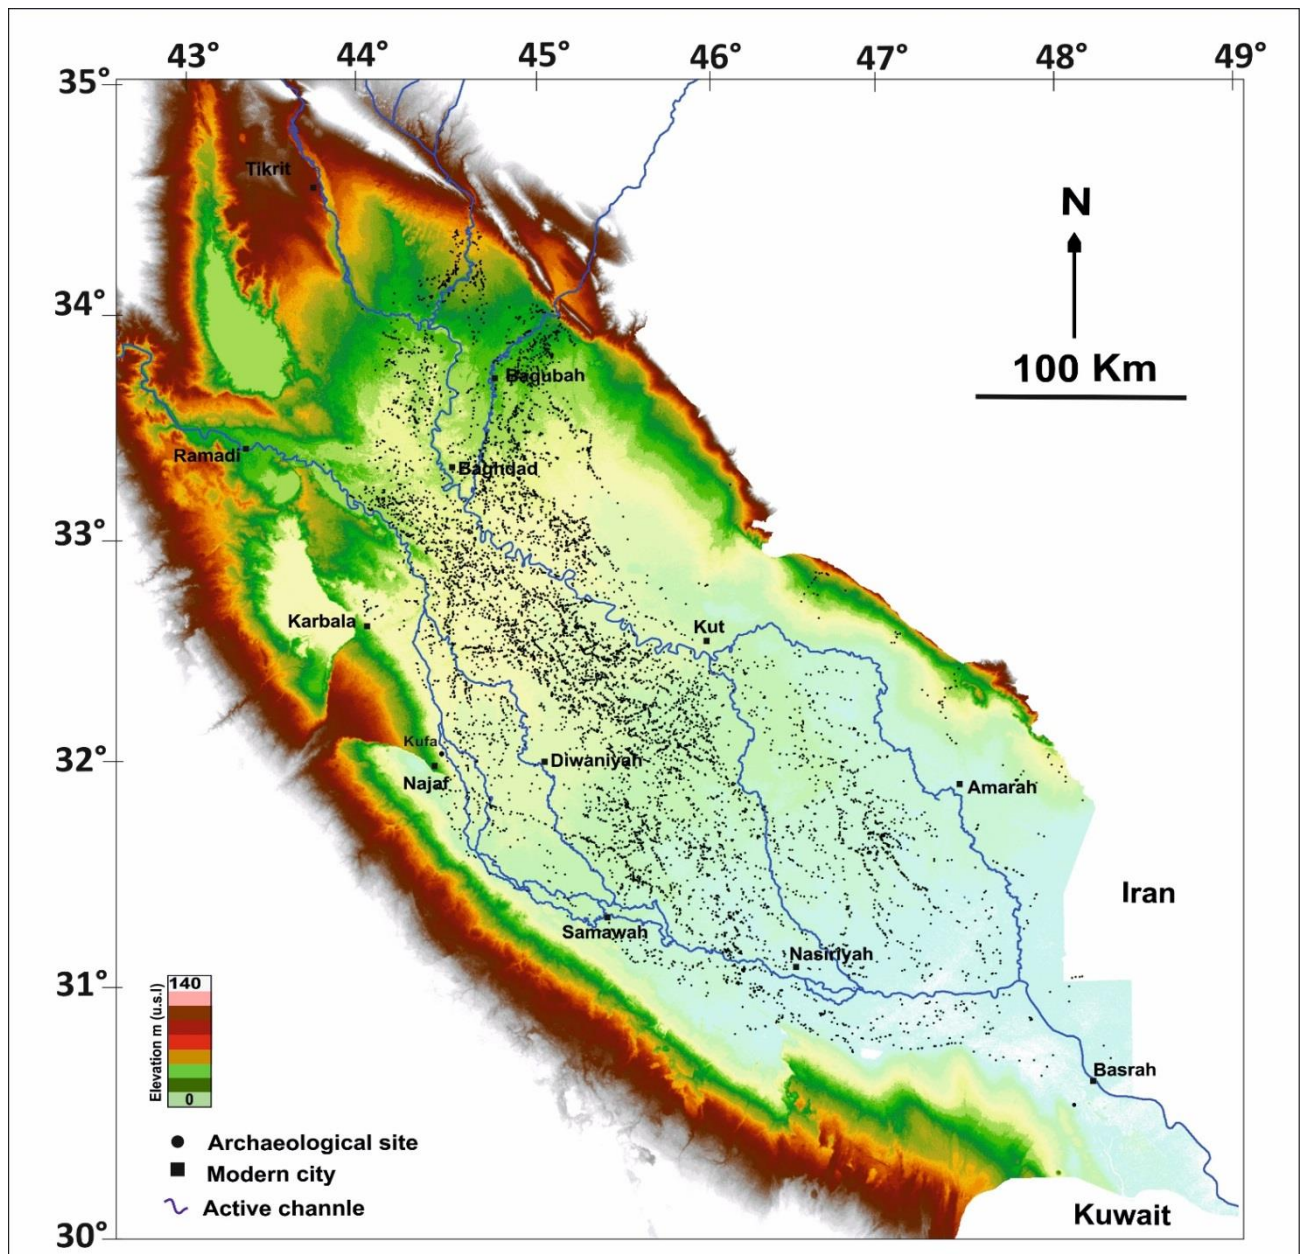 43° 44° 45° 46° 47° 48° 49°
35°
Tikrit
N
34°
100 Km
Baqubah
Ramadi
Baghdad
33°
Karbala
Kut
Kufa
32°
Diwaniyah
Najaf
Amarah
Iran
Samawah
Nasiriyah
31°
140
Elevation m (u.s.l)
0
Basrah
Archaeological site
Modern city
Active channle
Kuwait
30°